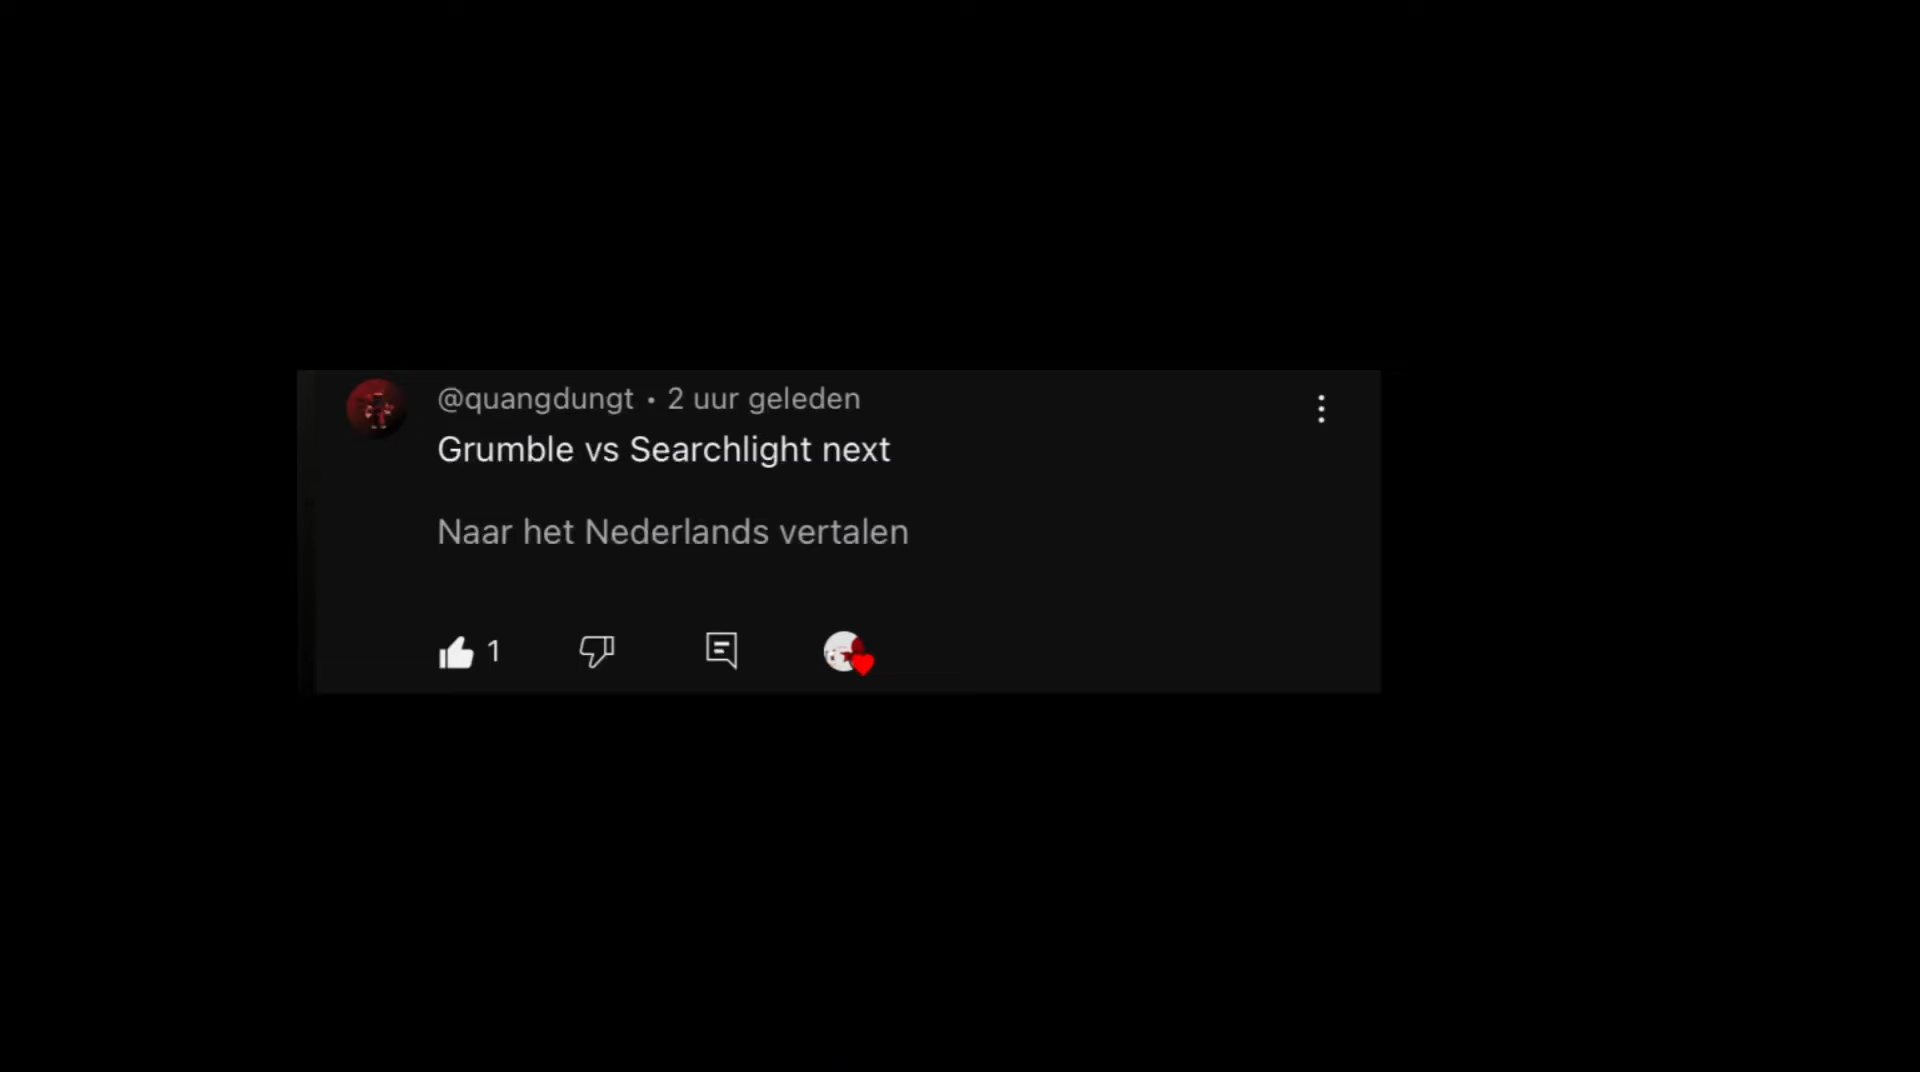 @quangdungt • 2 uur geleden
Grumble vs Searchlight next
Naar het Nederlands vertalen
1